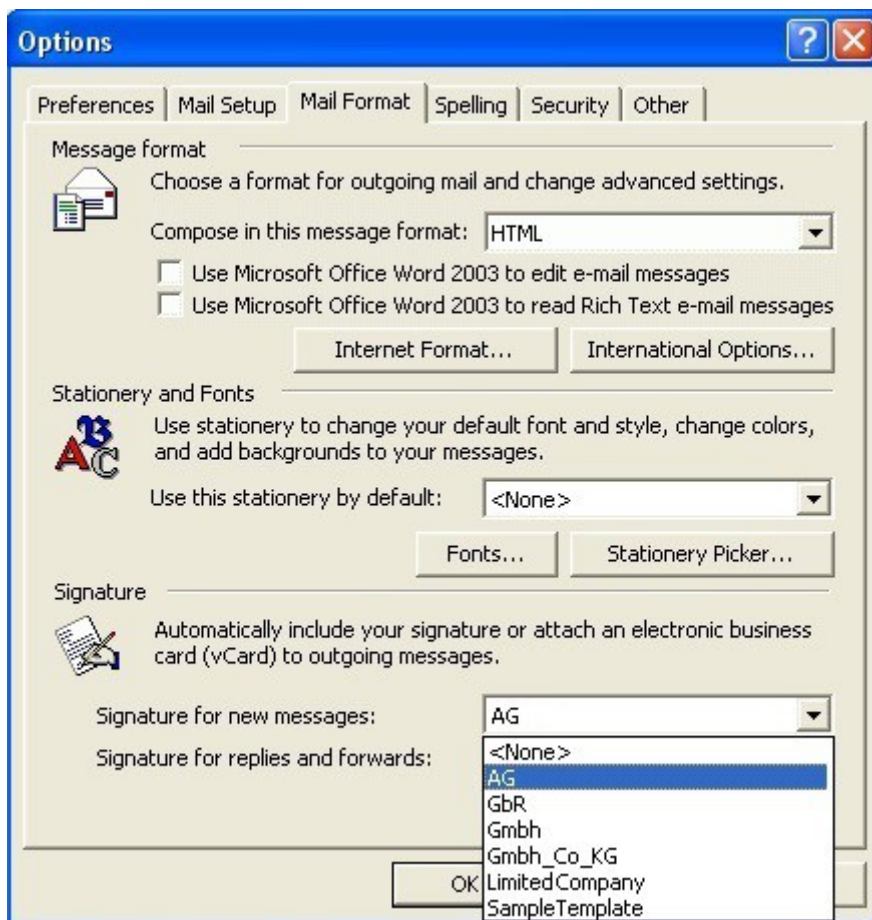 Options
Preferences Mail Setup Mail Format Spelling Security Other
Message format
Choose a format for outgoing mail and change advanced settings.
Compose in this message format: HTML
Use Microsoft Office Word 2003 to edit e-mail messages
Use Microsoft Office Word 2003 to read Rich Text e-mail messages
Internet Format... International Options...
Stationery and Fonts
Use stationery to change your default font and style, change colors,
and add backgrounds to your messages.
Use this stationery by default: <None>
Fonts... Stationery Picker...
Signature
Automatically include your signature or attach an electronic business
card (vCard) to outgoing messages.
Signature for new messages: AG
Signature for replies and forwards:
<None>
AG
GbR
Gmbh
Gmbh_Co_KG
OK
LimitedCompany
SampleTemplate